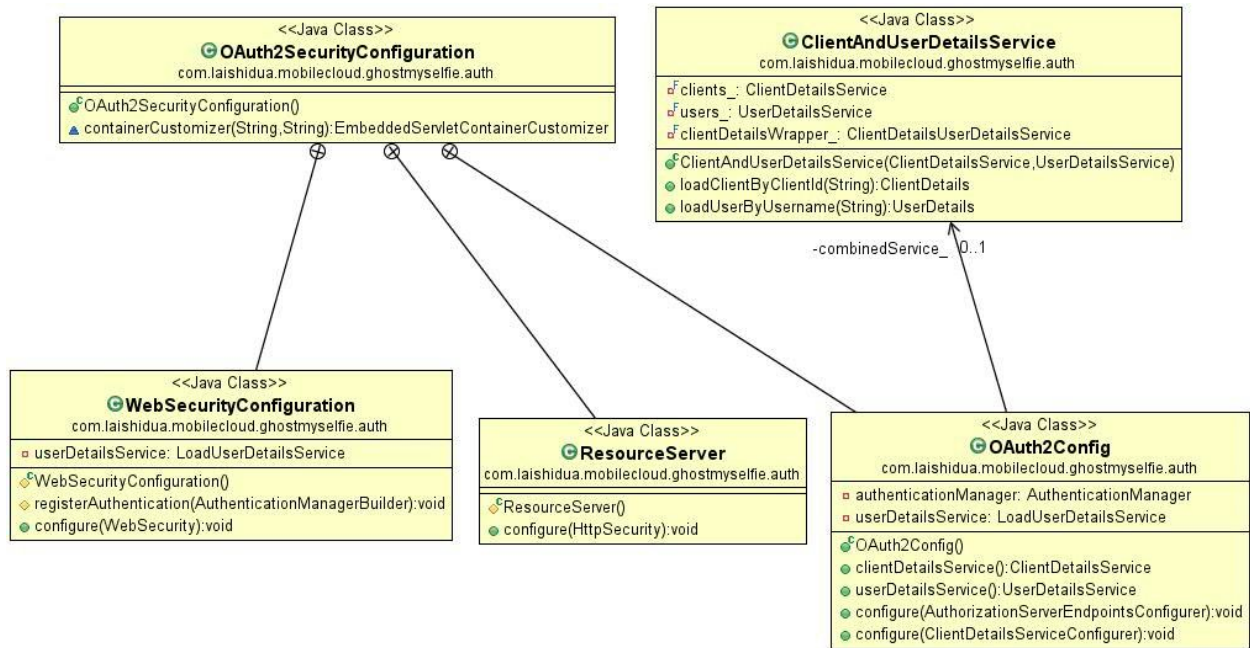 <<Java Class>>
OAuth2SecurityConfiguration
com.laishidua.mobilecloud.ghostmyselfie.auth
OAuth2SecurityConfiguration()
containerCustomizer(String,String):EmbeddedServletContainerCustomizer
<<Java Class>>
ClientAndUserDetailsService
com.laishidua.mobilecloud.ghostmyselfie.auth
clients_: ClientDetailsService
users_: UserDetailsService
clientDetailsWrapper_: ClientDetailsUserDetailsService
ClientAndUserDetailsService(ClientDetailsService,UserDetailsService)
loadClientByClientId(String):ClientDetails
loadUserByUsername(String):UserDetails
-combinedService_ 0..1
<<Java Class>>
WebSecurityConfiguration
com.laishidua.mobilecloud.ghostmyselfie.auth
userDetailsService: LoadUserDetailsService
WebSecurityConfiguration()
registerAuthentication(AuthenticationManagerBuilder):void
configure(WebSecurity):void
<<Java Class>>
ResourceServer
com.laishidua.mobilecloud.ghostmyselfie.auth
ResourceServer()
configure(HttpSecurity):void
<<Java Class>>
OAuth2Config
com.laishidua.mobilecloud.ghostmyselfie.auth
authenticationManager: AuthenticationManager
userDetailsService: LoadUserDetailsService
OAuth2Config()
clientDetailsService():ClientDetailsService
userDetailsService():UserDetailsService
configure(AuthorizationServerEndpointsConfigurer):void
configure(ClientDetailsServiceConfigurer):void